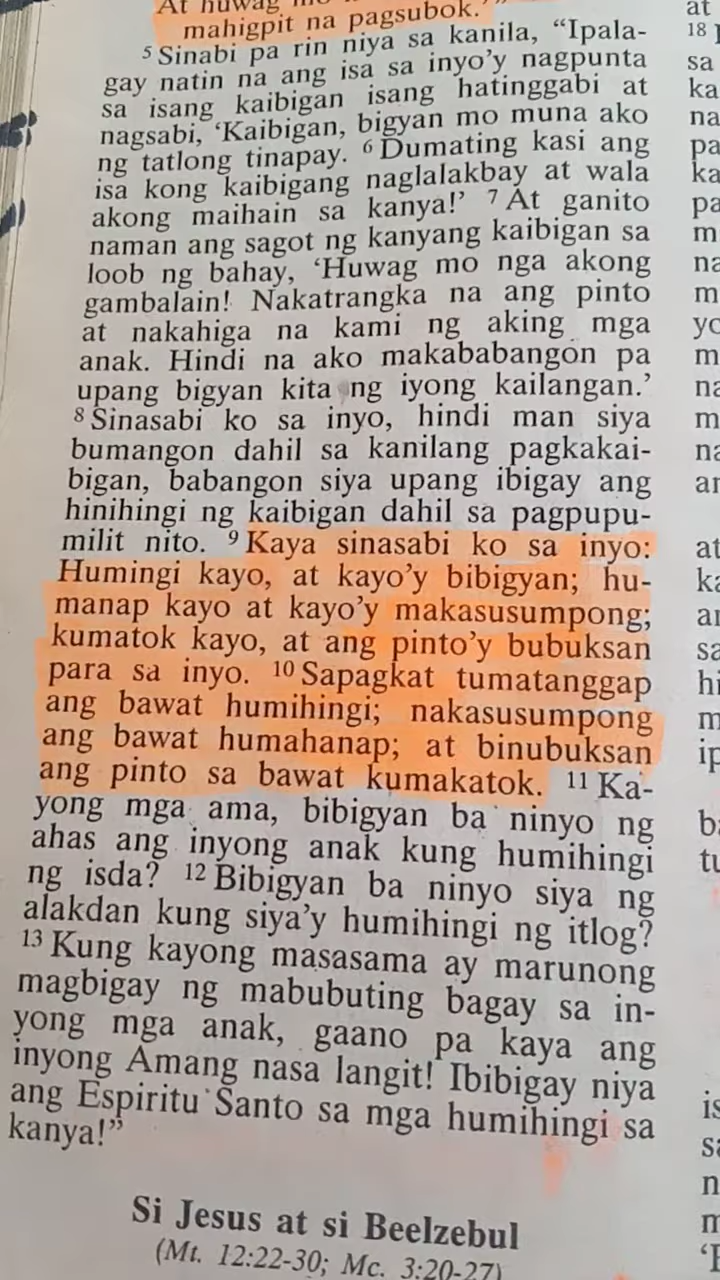 At huwag
mahigpit na pagsubok.’”
5 Sinabi pa rin niya sa kanila, “Ipala-
gay natin na ang isa sa inyo’y nagpunta
sa isang kaibigan isang hatinggabi at
nagsabi, ‘Kaibigan, bigyan mo muna ako
ng tatlong tinapay. 6 Dumating kasi ang
isa kong kaibigang naglalakbay at wala
akong maihain sa kanya!’ 7 At ganito
naman ang sagot ng kanyang kaibigan sa
loob ng bahay, ‘Huwag mo nga akong
gambalain! Nakatrangka na ang pinto
at nakahiga na kami ng aking mga
anak. Hindi na ako makababangon pa
upang bigyan kita ng iyong kailangan.’
8 Sinasabi ko sa inyo, hindi man siya
bumangon dahil sa kanilang pagkakai-
bigan, babangon siya upang ibigay ang
hinihingi ng kaibigan dahil sa pagpupu-
milit nito. 9 Kaya sinasabi ko sa inyo:
Humingi kayo, at kayo’y bibigyan; hu-
manap kayo at kayo’y makasusumpong;
kumatok kayo, at ang pinto’y bubuksan
para sa inyo. 10 Sapagkat tumatanggap
ang bawat humihingi; nakasusumpong
ang bawat humahanap; at binubuksan
ang pinto sa bawat kumakatok. 11 Ka-
yong mga ama, bibigyan ba ninyo ng
ahas ang inyong anak kung humihingi
ng isda? 12 Bibigyan ba ninyo siya ng
alakdan kung siya’y humihingi ng itlog?
13 Kung kayong masasama ay marunong
magbigay ng mabubuting bagay sa in-
yong mga anak, gaano pa kaya ang
inyong Amang nasa langit! Ibibigay niya
ang Espiritu Santo sa mga humihingi sa
kanya!”
Si Jesus at si Beelzebul
(Mt. 12:22-30; Mc. 3:20-27)
at
18
sa